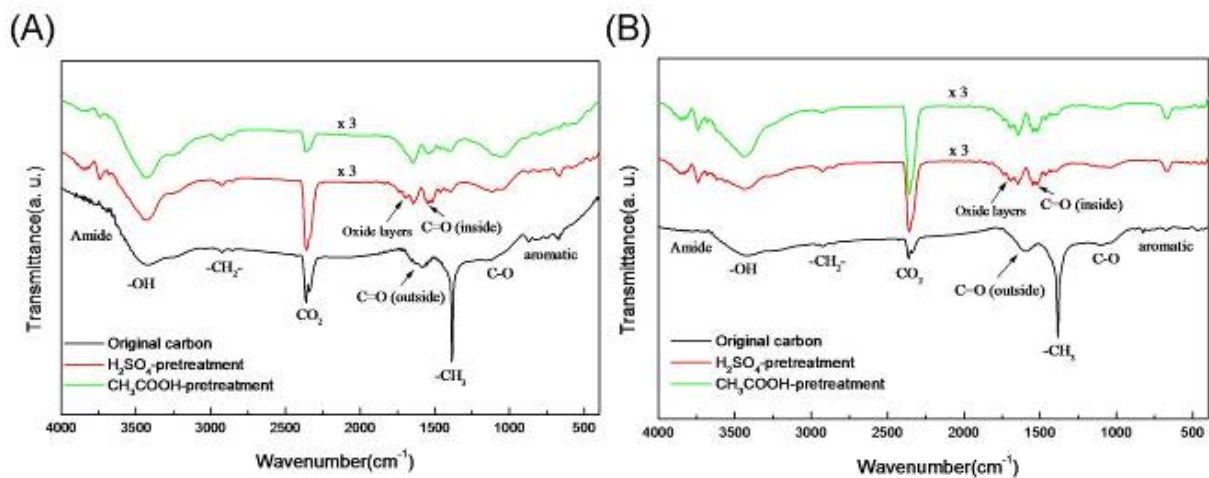 (A)
x 3
x 3
Amide
-OH
-CH₂-
CO₂
Oxide layers
C=O (inside)
C=O (outside)
-CH₃
C-O
aromatic
Original carbon
H₂SO₄-pretreatment
CH₃COOH-pretreatment
Transmittance(a. u.)
4000 3500 3000 2500 2000 1500 1000 500
Wavenumber(cm⁻¹)
(B)
x 3
x 3
Amide
-OH
-CH₂-
CO₂
Oxide layers
C=O (inside)
C=O (outside)
-CH₃
C-O
aromatic
Original carbon
H₂SO₄-pretreatment
CH₃COOH-pretreatment
Transmittance(a. u.)
4000 3500 3000 2500 2000 1500 1000 500
Wavenumber(cm⁻¹)